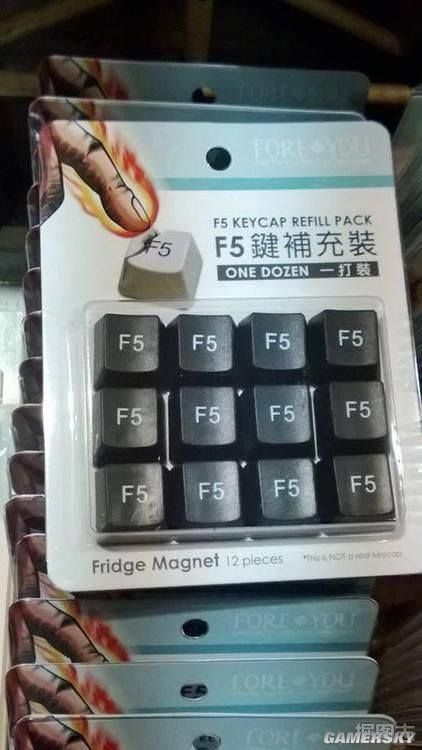 FORE YOU
F5
F5 KEYCAP REFILL PACK
F5鍵補充裝
ONE DOZEN 一打裝
F5 F5 F5 F5
F5 F5 F5 F5
F5 F5 F5 F5
Fridge Magnet 12 pieces
*This is NOT a real keycap
FORE YOU
FORE YOU
FORE YOU
GAMERSKY